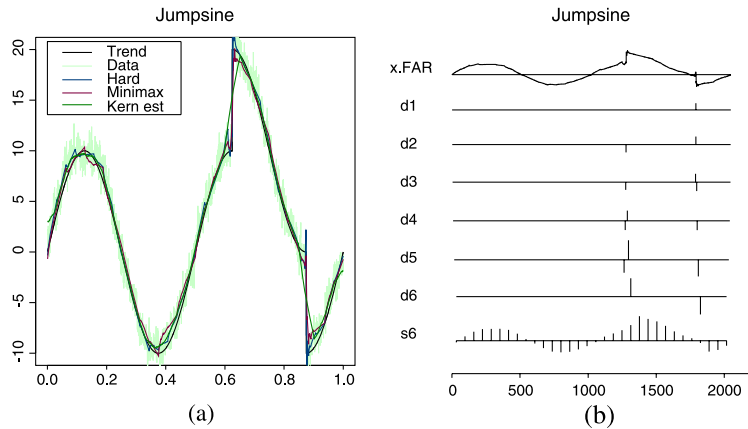 Jumpsine
Trend
Data
Hard
Minimax
Kern est
20
15
10
5
0
-5
-10
0.0 0.2 0.4 0.6 0.8 1.0
(a)
Jumpsine
x.FAR
d1
d2
d3
d4
d5
d6
s6
0 500 1000 1500 2000
(b)